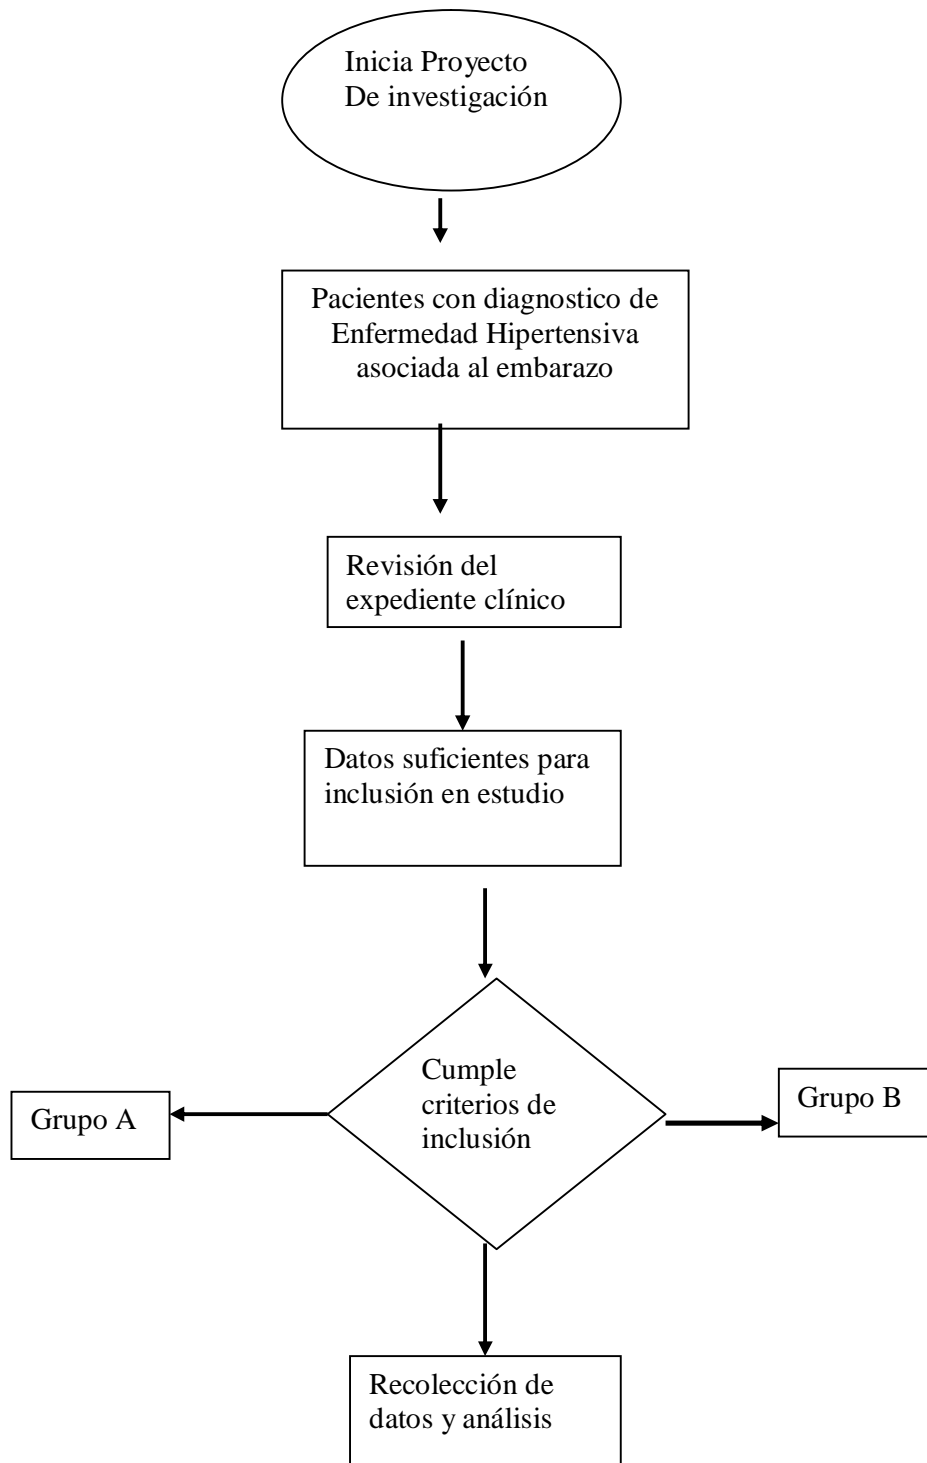 Inicia Proyecto
De investigación
Pacientes con diagnostico de
Enfermedad Hipertensiva
asociada al embarazo
Revisión del
expediente clínico
Datos suficientes para
inclusión en estudio
Cumple
criterios de
inclusión
Grupo A
Grupo B
Recolección de
datos y análisis